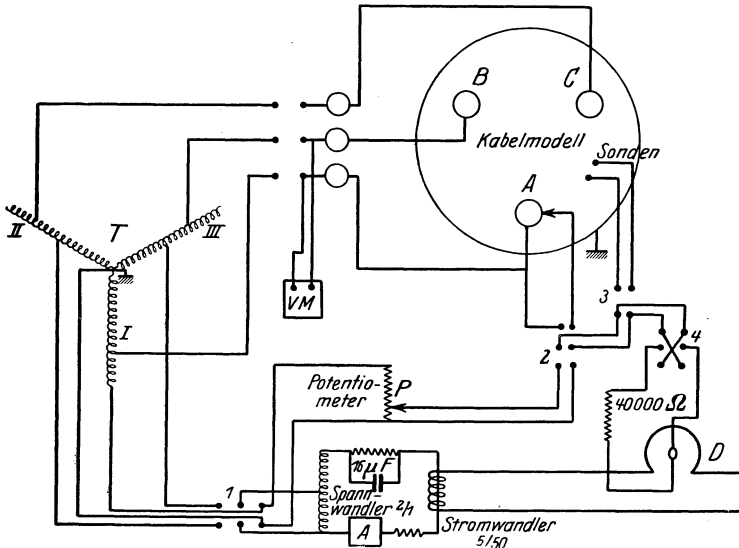 B
C
Kabelmodell
Sonden
A
II
T
III
VM
3
I
4
2
Potentio-
meter
P
40000 Ω
D
16 μF
1
Spann-
wandler 2/1
A
Stromwandler
5/50